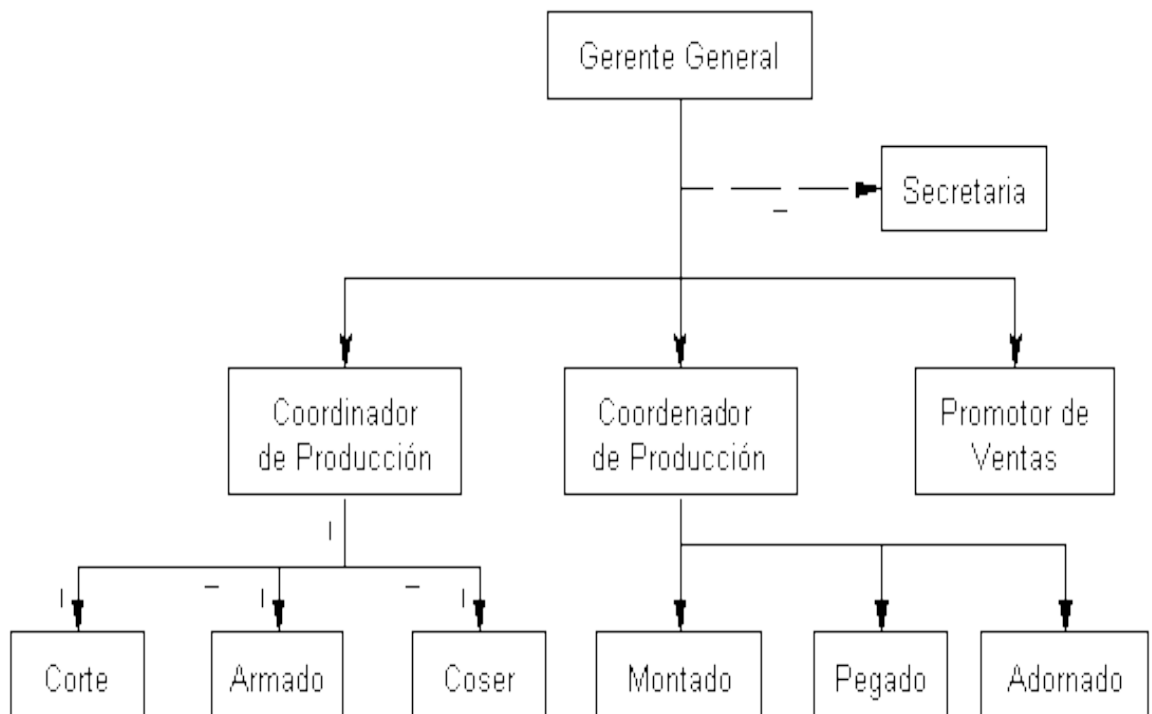 Gerente General
Secretaria
Coordinador
de Producción
Coordenador
de Producción
Promotor de
Ventas
Corte
Armado
Coser
Montado
Pegado
Adornado